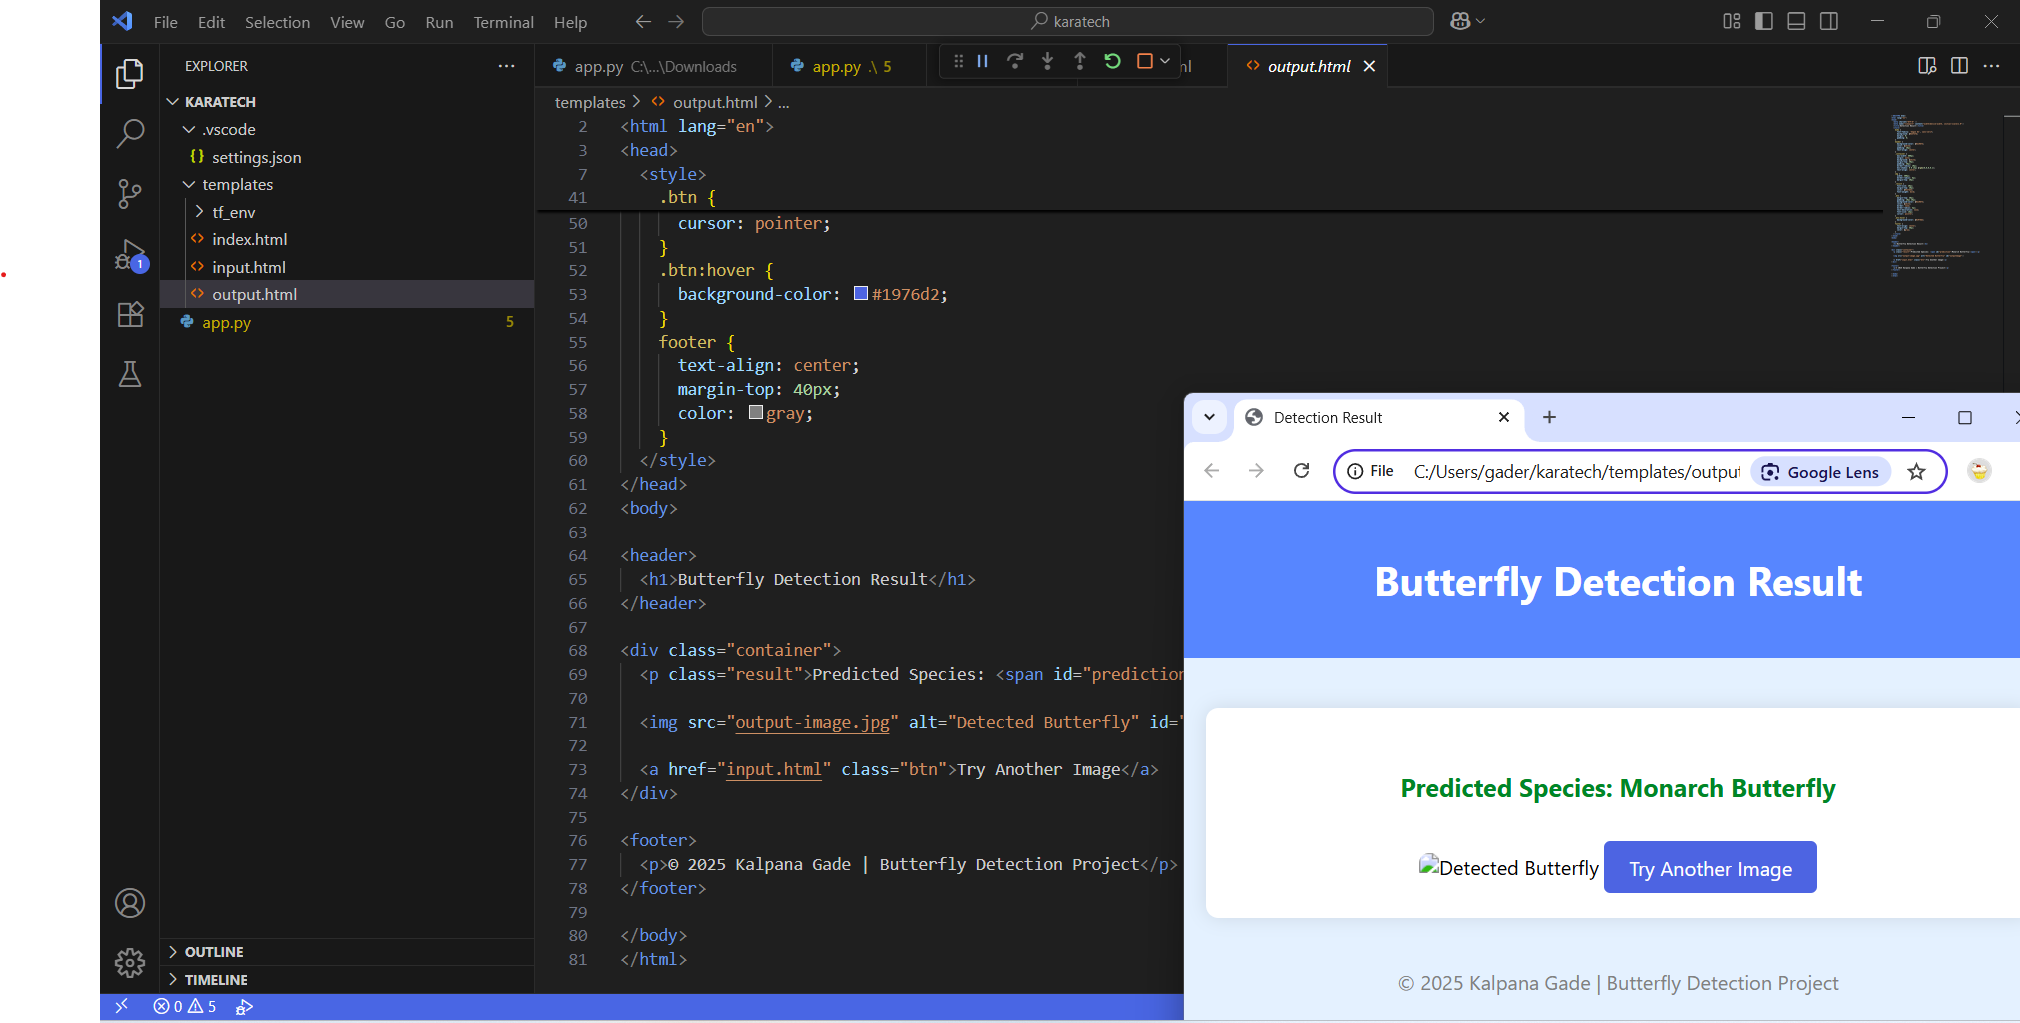 File Edit Selection View Go Run Terminal Help
karatech
EXPLORER
KARATECH
.vscode
{} settings.json
templates
tf_env
<> index.html
<> input.html
<> output.html
app.py 5
OUTLINE
TIMELINE
0 5
app.py C:\...\Downloads
app.py .\ 5
<> output.html
templates > <> output.html > ...
2 <html lang="en">
3 <head>
7 <style>
41 .btn {
50 cursor: pointer;
51 }
52 .btn:hover {
53 background-color: #1976d2;
54 }
55 footer {
56 text-align: center;
57 margin-top: 40px;
58 color: gray;
59 }
60 </style>
61 </head>
62 <body>
63
64 <header>
65 <h1>Butterfly Detection Result</h1>
66 </header>
67
68 <div class="container">
69 <p class="result">Predicted Species: <span id="prediction
70
71 <img src="output-image.jpg" alt="Detected Butterfly" id="
72
73 <a href="input.html" class="btn">Try Another Image</a>
74 </div>
75
76 <footer>
77 <p>© 2025 Kalpana Gade | Butterfly Detection Project</p>
78 </footer>
79
80 </body>
81 </html>
1
Detection Result
File C:/Users/gader/karatech/templates/output Google Lens
Butterfly Detection Result
Predicted Species: Monarch Butterfly
Detected Butterfly Try Another Image
© 2025 Kalpana Gade | Butterfly Detection Project